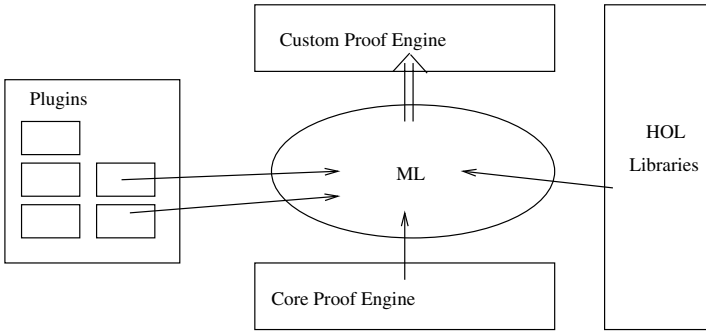 Custom Proof Engine
Plugins
HOL
Libraries
ML
Core Proof Engine